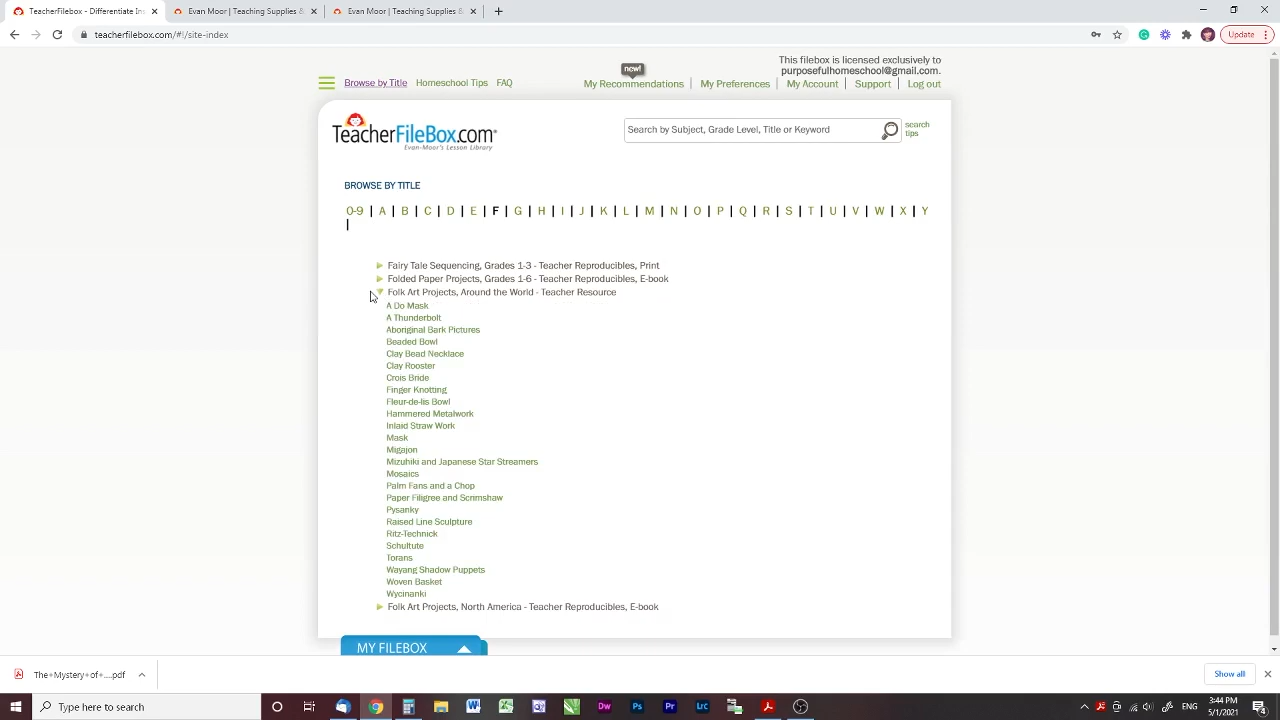 TeacherFilebox - Differentiate In
Evan Moor Teaching Supplies &
Evan Moor Teaching Supplies &
teacherfilebox.com/#!/site-index
Update
This filebox is licensed exclusively to
purposefulhomeschool@gmail.com.
new!
Browse by Title Homeschool Tips FAQ
My Recommendations | My Preferences | My Account | Support | Log out
TeacherFileBox.com
Evan-Moor's Lesson Library
Search by Subject, Grade Level, Title or Keyword
search
tips
BROWSE BY TITLE
0-9 | A | B | C | D | E | F | G | H | I | J | K | L | M | N | O | P | Q | R | S | T | U | V | W | X | Y
|
Fairy Tale Sequencing, Grades 1-3 - Teacher Reproducibles, Print
Folded Paper Projects, Grades 1-6 - Teacher Reproducibles, E-book
Folk Art Projects, Around the World - Teacher Resource
A Do Mask
A Thunderbolt
Aboriginal Bark Pictures
Beaded Bowl
Clay Bead Necklace
Clay Rooster
Crois Bride
Finger Knotting
Fleur-de-lis Bowl
Hammered Metalwork
Inlaid Straw Work
Mask
Migajon
Mizuhiki and Japanese Star Streamers
Mosaics
Palm Fans and a Chop
Paper Filigree and Scrimshaw
Pysanky
Raised Line Sculpture
Ritz-Technick
Schultute
Torans
Wayang Shadow Puppets
Woven Basket
Wycinanki
Folk Art Projects, North America - Teacher Reproducibles, E-book
MY FILEBOX
The+Mystery+of+....pdf
Show all
Type here to search
Dw
Ps
Pr
Lrc
3:44 PM
5/1/2021